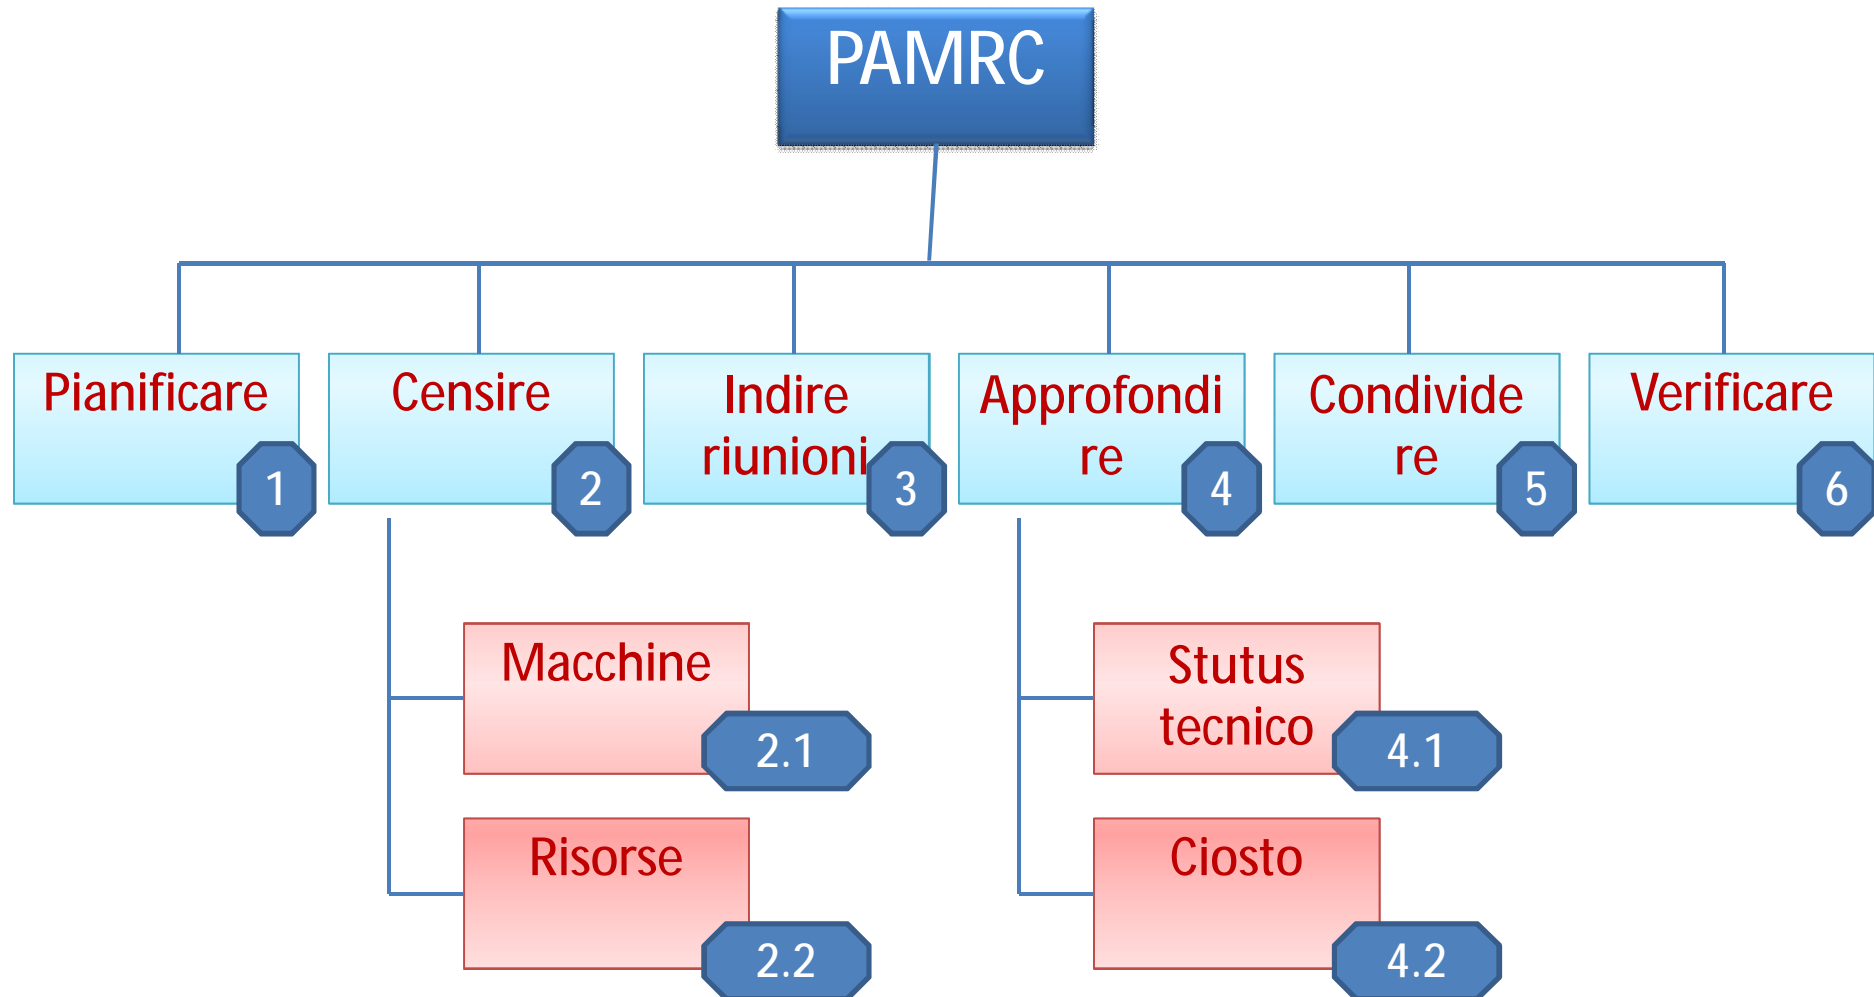 PAMRC
Pianificare
1
Censire
2
Indire
riunioni
3
Approfondi
re
4
Condivide
re
5
Verificare
6
Macchine
2.1
Stutus
tecnico
4.1
Risorse
2.2
Ciosto
4.2